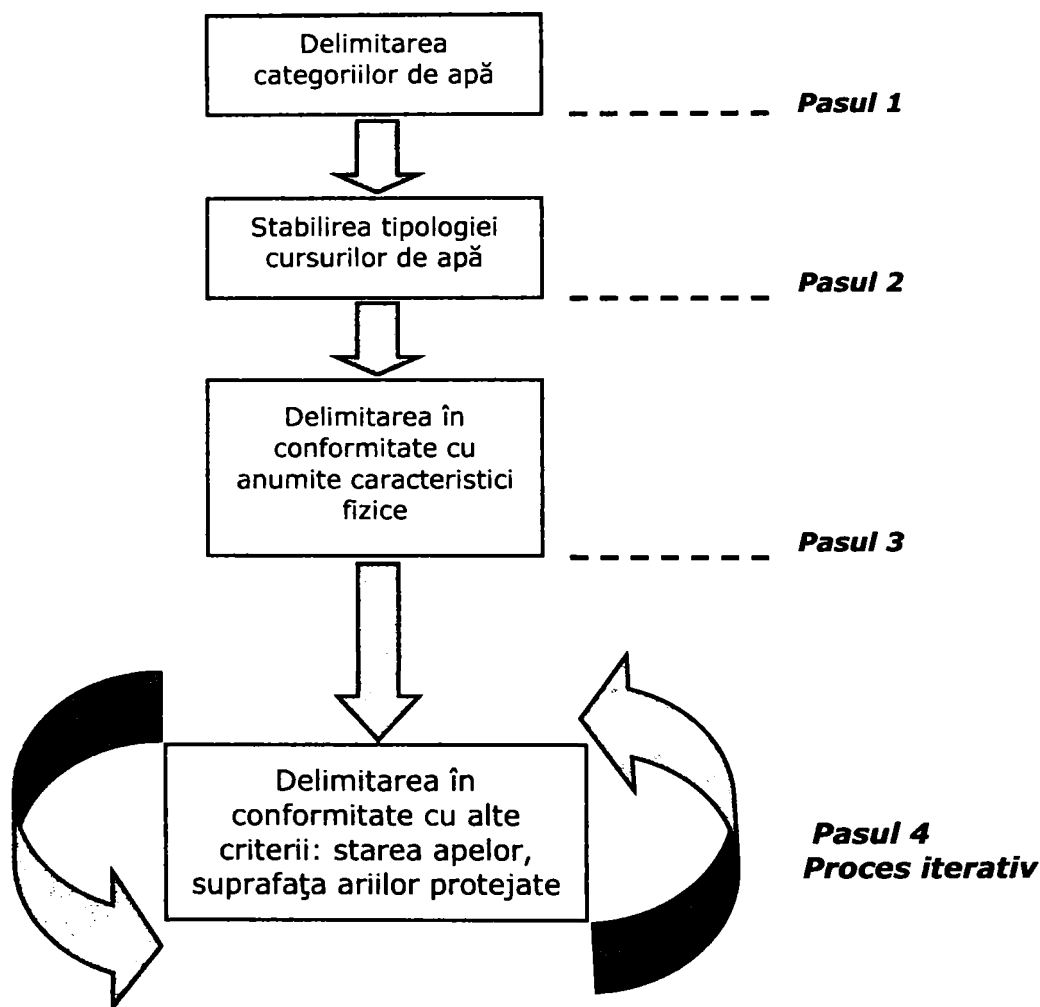 Delimitarea
categoriilor de apă
Pasul 1
Stabilirea tipologiei
cursurilor de apă
Pasul 2
Delimitarea în
conformitate cu
anumite caracteristici
fizice
Pasul 3
Delimitarea în
conformitate cu alte
criterii: starea apelor,
suprafaţa ariilor protejate
Pasul 4
Proces iterativ